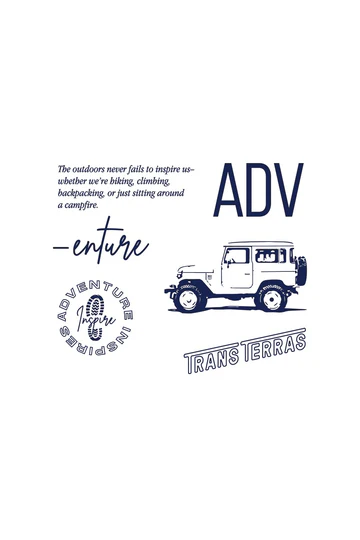 The outdoors never fails to inspire us–
whether we're hiking, climbing,
backpacking, or just sitting around
a campfire.
ADV
–enture
ADVENTURE INSPIRES
Inspire
TRANS TERRAS